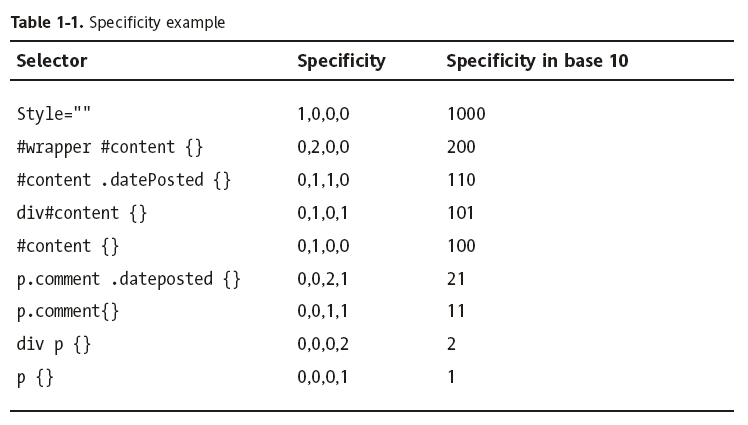 Table 1-1. Specificity example
Selector Specificity Specificity in base 10
Style="" 1,0,0,0 1000
#wrapper #content {} 0,2,0,0 200
#content .datePosted {} 0,1,1,0 110
div#content {} 0,1,0,1 101
#content {} 0,1,0,0 100
p.comment .dateposted {} 0,0,2,1 21
p.comment{} 0,0,1,1 11
div p {} 0,0,0,2 2
p {} 0,0,0,1 1